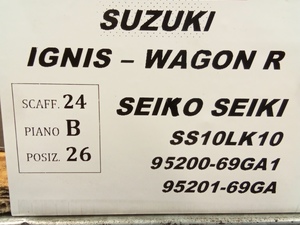 SUZUKI
IGNIS – WAGON R
SCAFF. 24
PIANO B
POSIZ. 26
SEIKO SEIKI
SS10LK10
95200-69GA1
95201-69GA